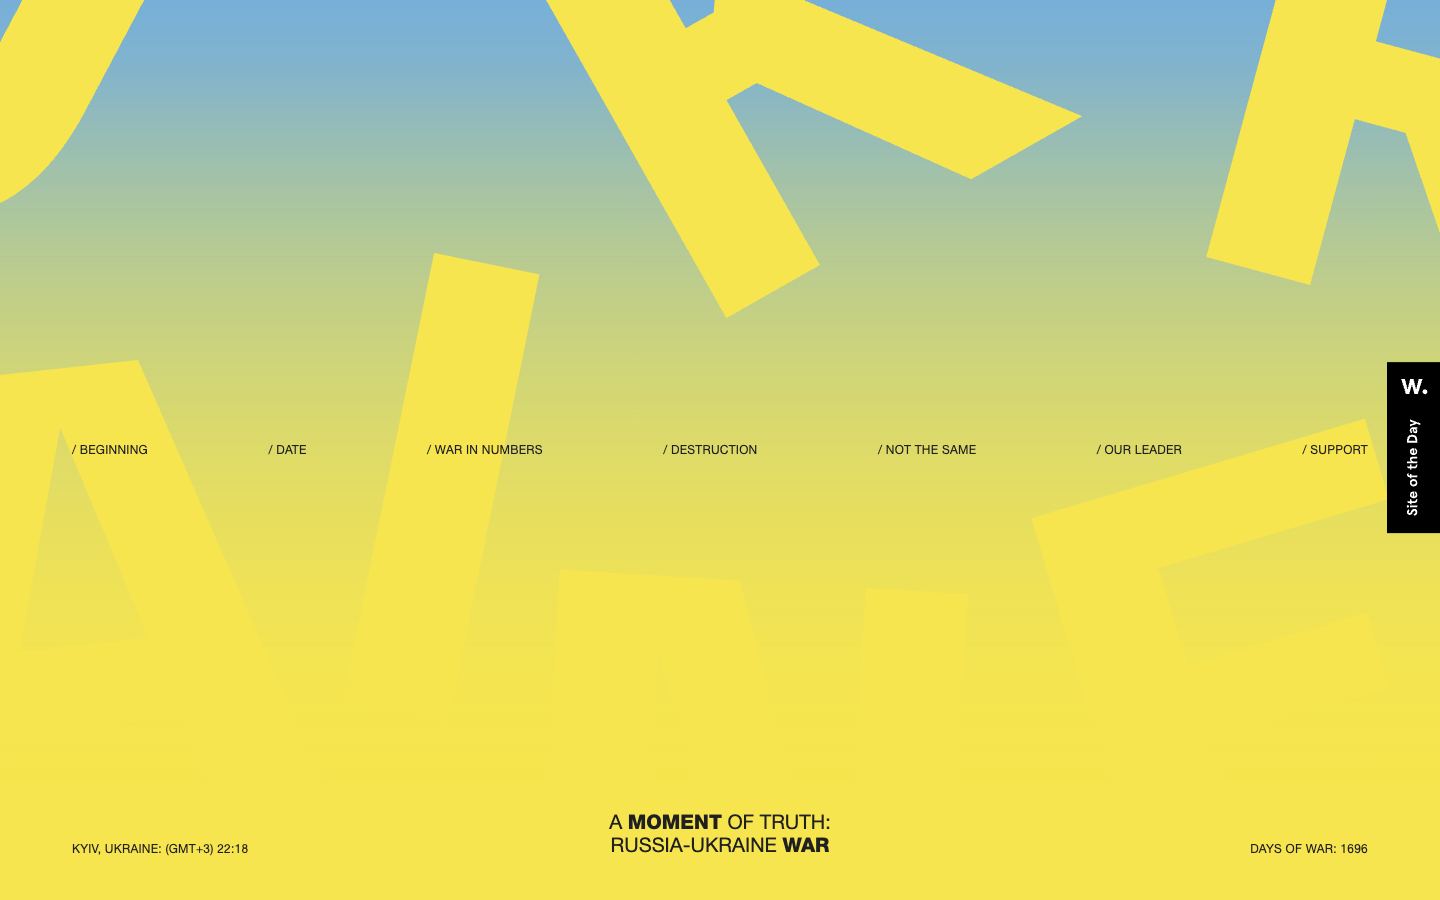 / BEGINNING
/ DATE
/ WAR IN NUMBERS
/ DESTRUCTION
/ NOT THE SAME
/ OUR LEADER
/ SUPPORT
W.
Site of the Day
A MOMENT OF TRUTH:
RUSSIA-UKRAINE WAR
KYIV, UKRAINE: (GMT+3) 22:18
DAYS OF WAR: 1696